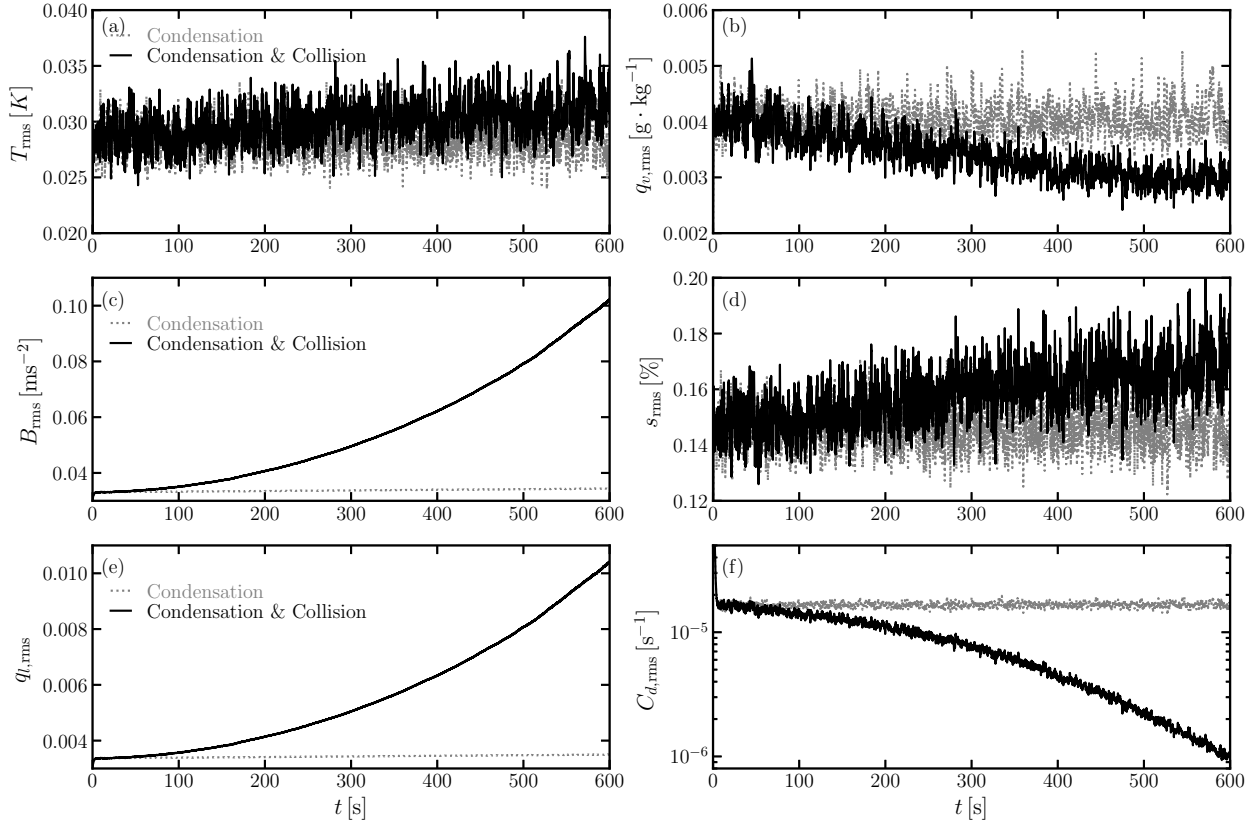 (a)
Condensation
Condensation & Collision
0.040
0.035
0.030
0.025
0.020
T_rms [K]
0 100 200 300 400 500 600
(b)
0.006
0.005
0.004
0.003
0.002
q_v,rms [g · kg⁻¹]
0 100 200 300 400 500 600
(c)
Condensation
Condensation & Collision
0.10
0.08
0.06
0.04
B_rms [ms⁻²]
0 100 200 300 400 500 600
(d)
0.20
0.18
0.16
0.14
0.12
s_rms [%]
0 100 200 300 400 500 600
(e)
Condensation
Condensation & Collision
0.010
0.008
0.006
0.004
q_l,rms
0 100 200 300 400 500 600
t [s]
(f)
10⁻⁵
10⁻⁶
C_d,rms [s⁻¹]
0 100 200 300 400 500 600
t [s]